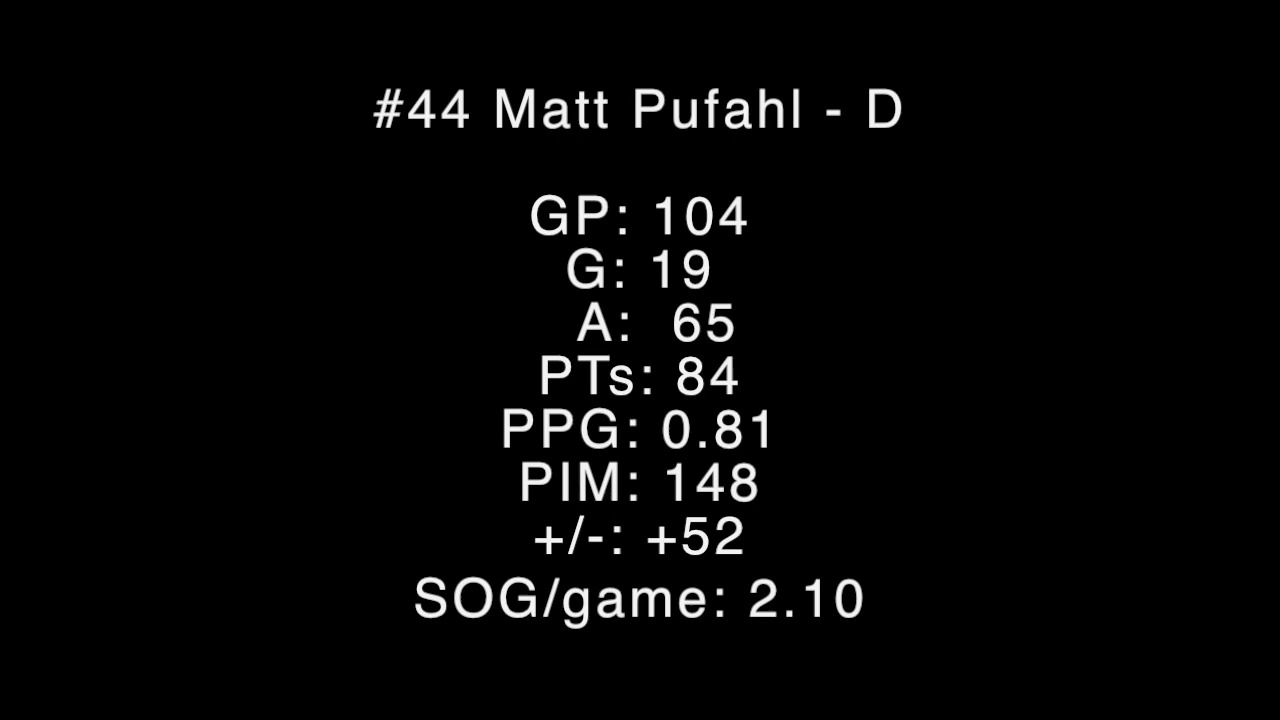 #44 Matt Pufahl - D
GP: 104
G: 19
A: 65
PTs: 84
PPG: 0.81
PIM: 148
+/-: +52
SOG/game: 2.10